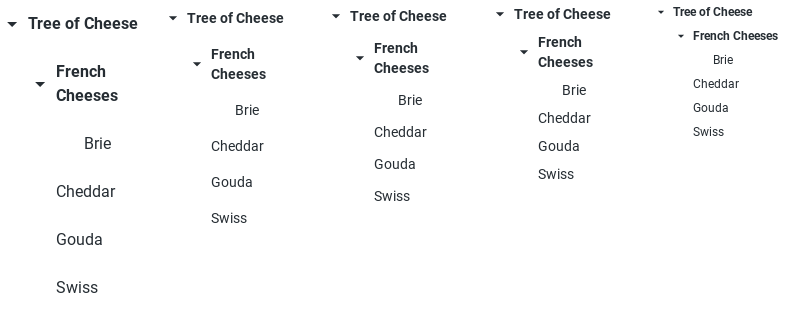 Tree of Cheese
French
Cheeses
Brie
Cheddar
Gouda
Swiss
Tree of Cheese
French
Cheeses
Brie
Cheddar
Gouda
Swiss
Tree of Cheese
French
Cheeses
Brie
Cheddar
Gouda
Swiss
Tree of Cheese
French
Cheeses
Brie
Cheddar
Gouda
Swiss
Tree of Cheese
French Cheeses
Brie
Cheddar
Gouda
Swiss